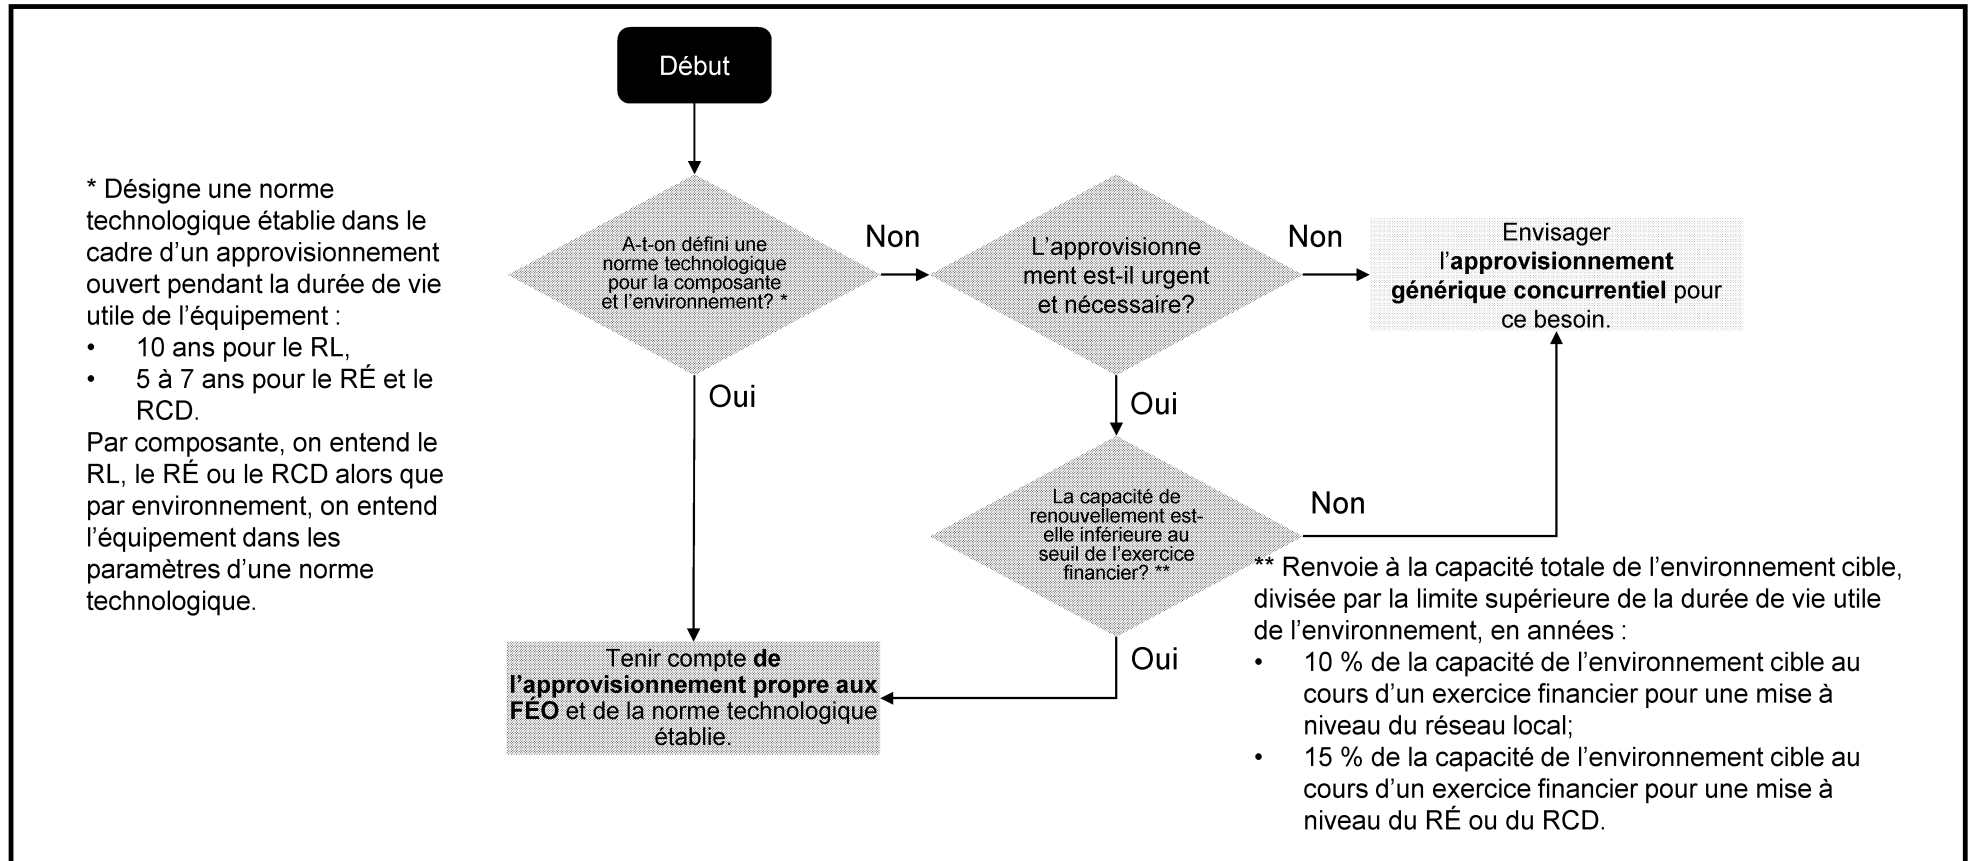 Début
* Désigne une norme
technologique établie dans le
cadre d’un approvisionnement
ouvert pendant la durée de vie
utile de l’équipement :
• 10 ans pour le RL,
• 5 à 7 ans pour le RÉ et le
RCD.
Par composante, on entend le
RL, le RÉ ou le RCD alors que
par environnement, on entend
l’équipement dans les
paramètres d’une norme
technologique.
A-t-on défini une
norme technologique
pour la composante
et l’environnement? *
Non
L’approvisionne
ment est-il urgent
et nécessaire?
Non
Envisager
l’approvisionnement
générique concurrentiel pour
ce besoin.
Oui
Oui
La capacité de
renouvellement est-
elle inférieure au
seuil de l’exercice
financier? **
Non
Oui
Tenir compte de
l’approvisionnement propre aux
FÉO et de la norme technologique
établie.
** Renvoie à la capacité totale de l’environnement cible,
divisée par la limite supérieure de la durée de vie utile
de l’environnement, en années :
• 10 % de la capacité de l’environnement cible au
cours d’un exercice financier pour une mise à
niveau du réseau local;
• 15 % de la capacité de l’environnement cible au
cours d’un exercice financier pour une mise à
niveau du RÉ ou du RCD.